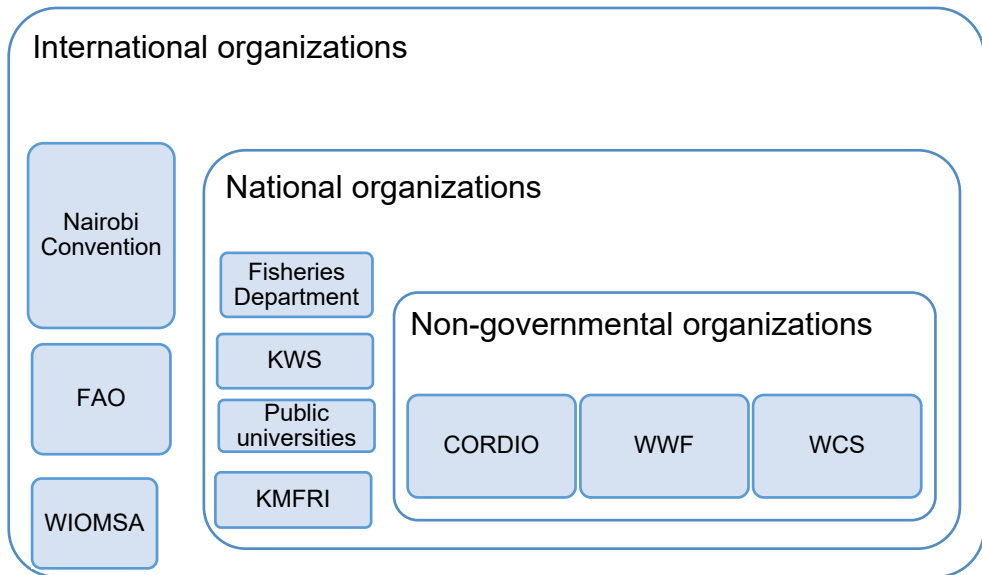 International organizations
Nairobi
Convention
FAO
WIOMSA
National organizations
Fisheries
Department
KWS
Public
universities
KMFRI
Non-governmental organizations
CORDIO
WWF
WCS